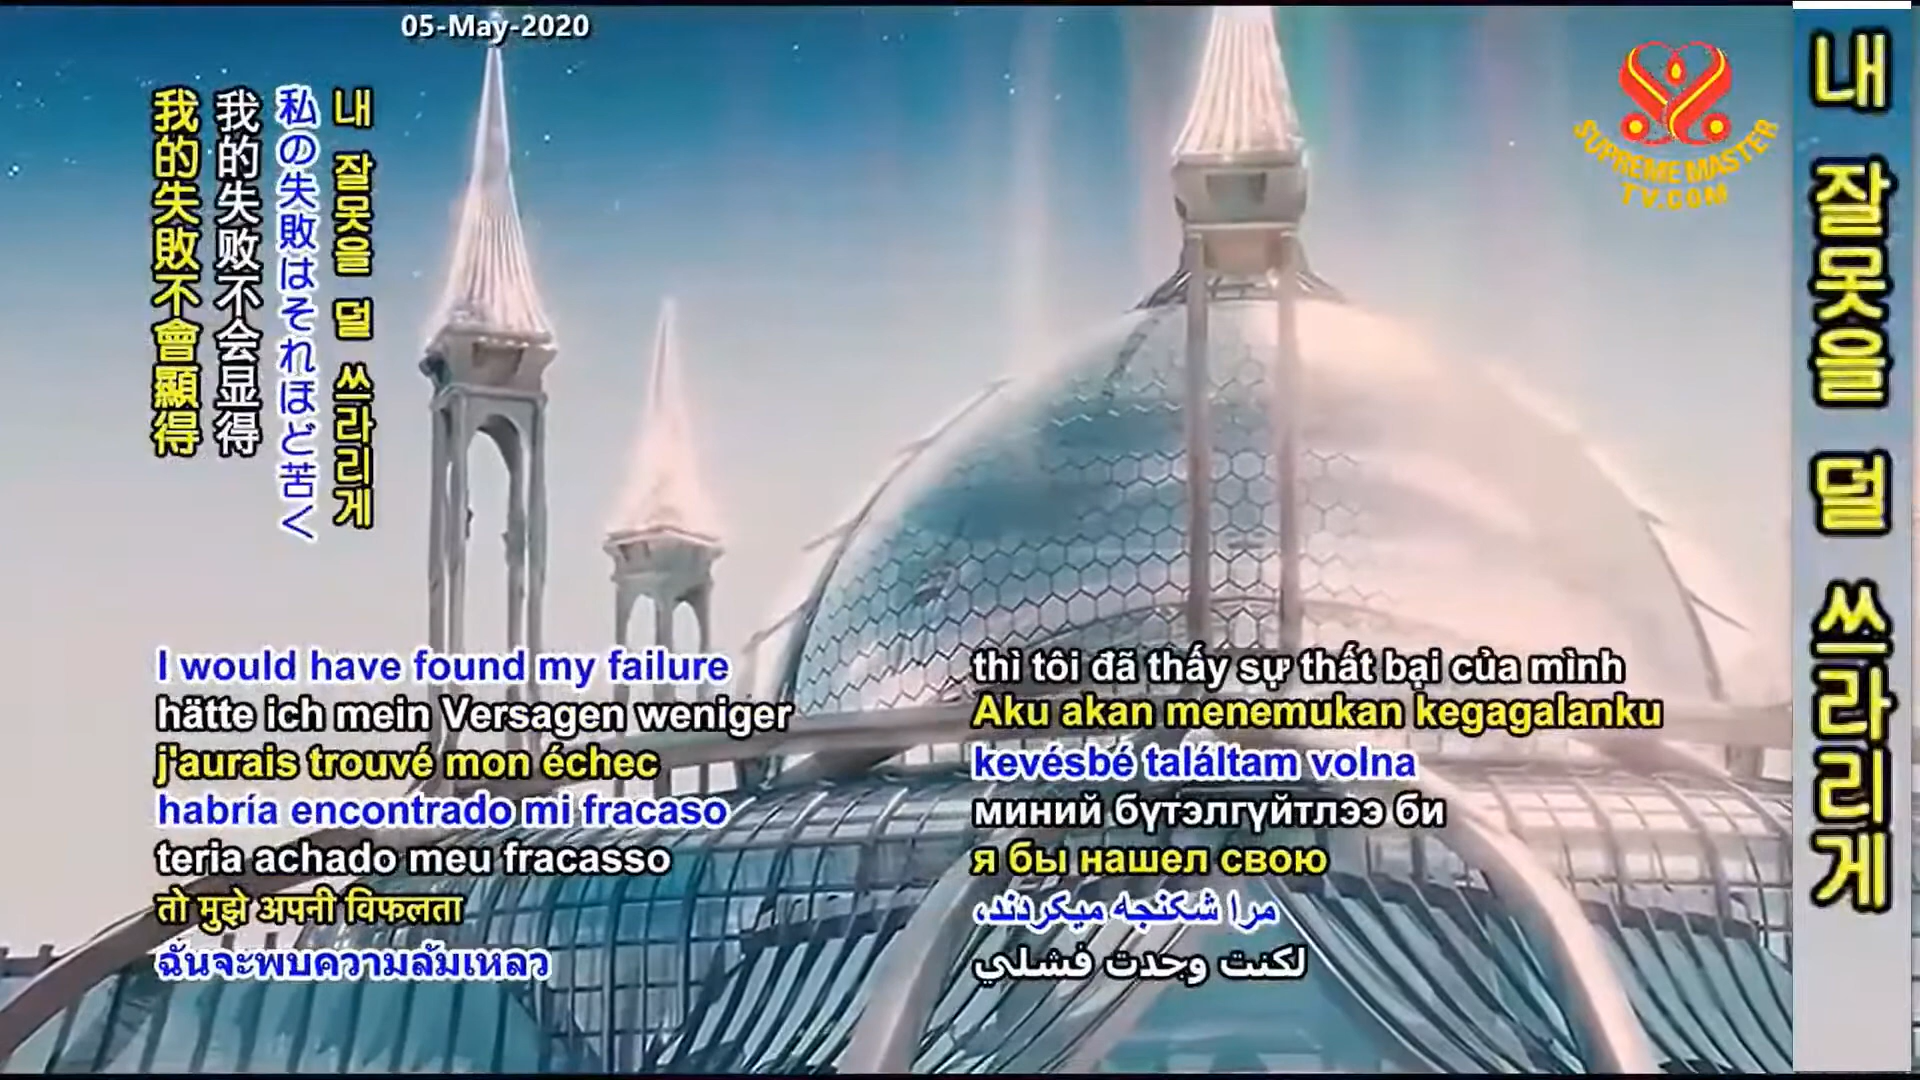 05-May-2020
SUPREME MASTER
TV.COM
내 잘못을 덜 쓰라리게
내 잘못을 덜 쓰라리게
私の失敗はそれほど苦く
我的失败不会显得
我的失敗不會顯得
I would have found my failure
hätte ich mein Versagen weniger
j'aurais trouvé mon échec
habría encontrado mi fracaso
teria achado meu fracasso
तो मुझे अपनी विफलता
ฉันจะพบความล้มเหลว
thì tôi đã thấy sự thất bại của mình
Aku akan menemukan kegagalanku
kevésbé találtam volna
миний бүтэлгүйтлээ би
я бы нашел свою
مرا شکنجه میکردند،
لكنت وجدت فشلي